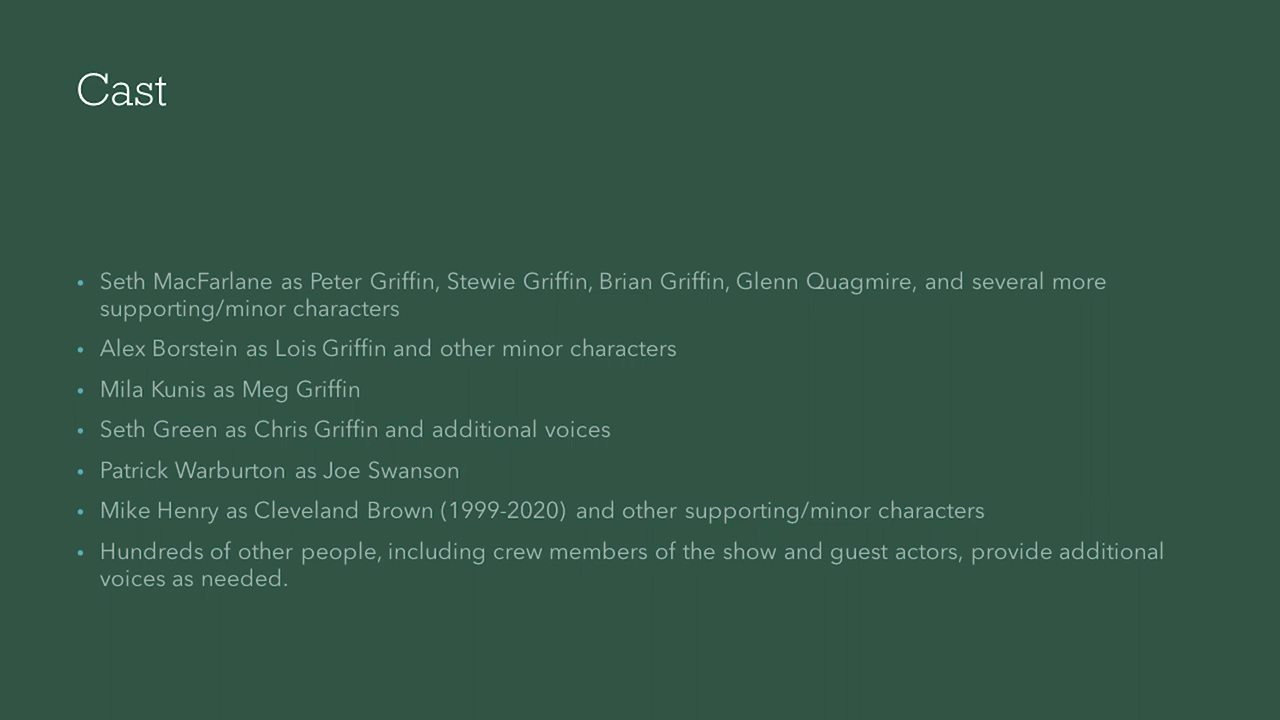 Cast
• Seth MacFarlane as Peter Griffin, Stewie Griffin, Brian Griffin, Glenn Quagmire, and several more
supporting/minor characters
• Alex Borstein as Lois Griffin and other minor characters
• Mila Kunis as Meg Griffin
• Seth Green as Chris Griffin and additional voices
• Patrick Warburton as Joe Swanson
• Mike Henry as Cleveland Brown (1999-2020) and other supporting/minor characters
• Hundreds of other people, including crew members of the show and guest actors, provide additional
voices as needed.